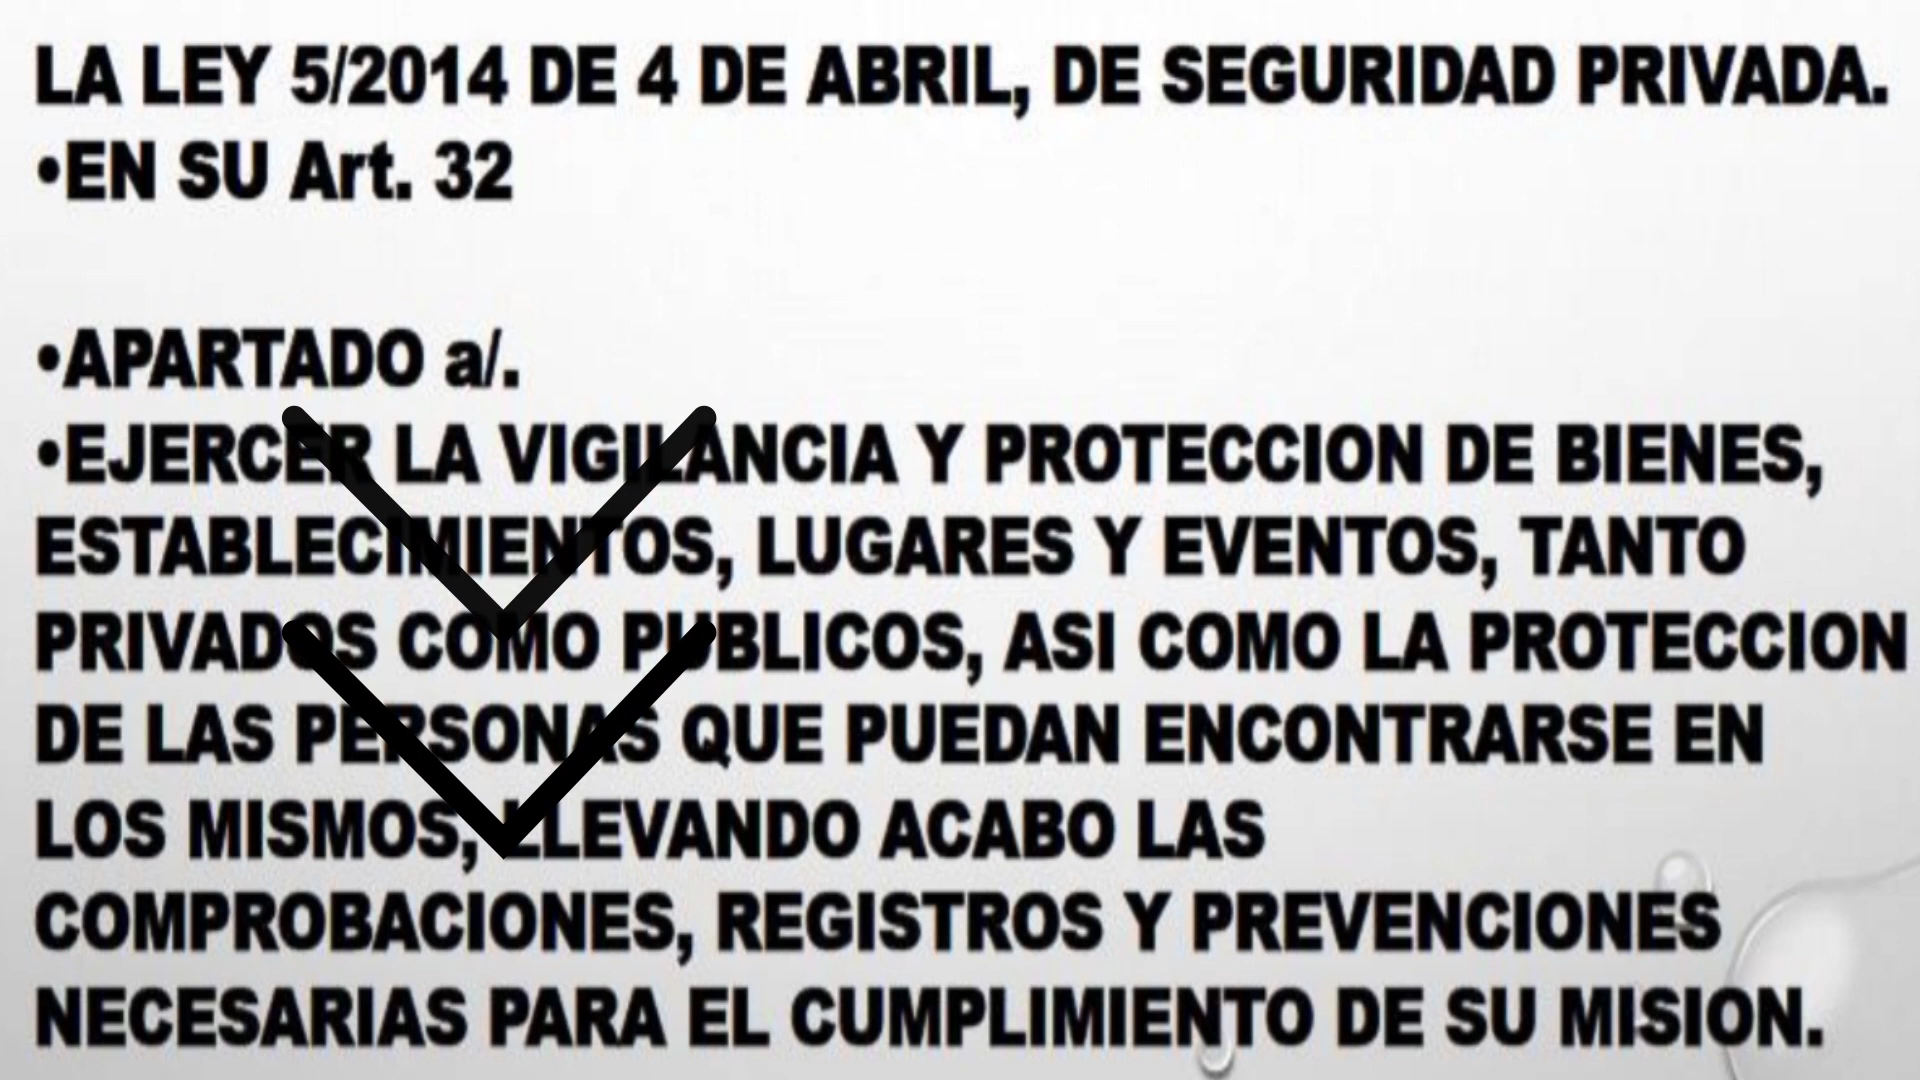 LA LEY 5/2014 DE 4 DE ABRIL, DE SEGURIDAD PRIVADA.
•EN SU Art. 32
•APARTADO a/.
•EJERCER LA VIGILANCIA Y PROTECCION DE BIENES,
ESTABLECIMIENTOS, LUGARES Y EVENTOS, TANTO
PRIVADOS COMO PUBLICOS, ASI COMO LA PROTECCION
DE LAS PERSONAS QUE PUEDAN ENCONTRARSE EN
LOS MISMOS, LLEVANDO ACABO LAS
COMPROBACIONES, REGISTROS Y PREVENCIONES
NECESARIAS PARA EL CUMPLIMIENTO DE SU MISION.